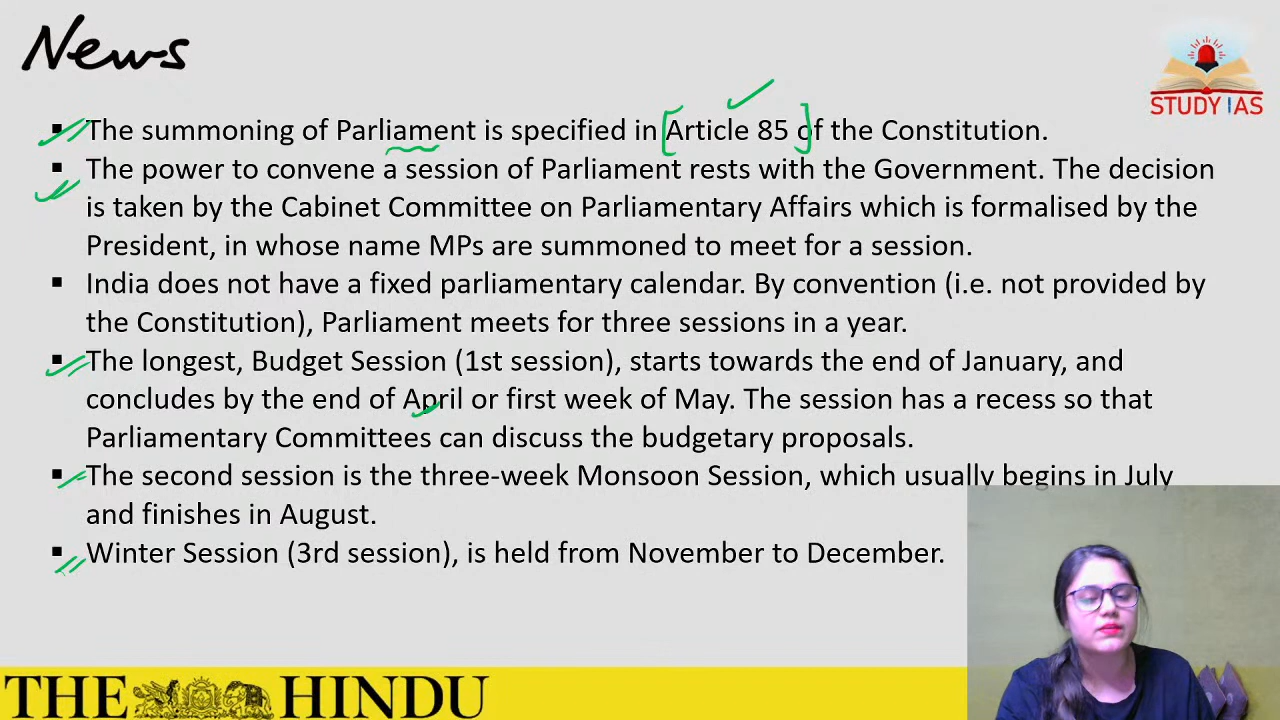 News
STUDY IAS
▪ The summoning of Parliament is specified in [Article 85] of the Constitution.
▪ The power to convene a session of Parliament rests with the Government. The decision
is taken by the Cabinet Committee on Parliamentary Affairs which is formalised by the
President, in whose name MPs are summoned to meet for a session.
▪ India does not have a fixed parliamentary calendar. By convention (i.e. not provided by
the Constitution), Parliament meets for three sessions in a year.
▪ The longest, Budget Session (1st session), starts towards the end of January, and
concludes by the end of April or first week of May. The session has a recess so that
Parliamentary Committees can discuss the budgetary proposals.
▪ The second session is the three-week Monsoon Session, which usually begins in July
and finishes in August.
▪ Winter Session (3rd session), is held from November to December.
THE HINDU